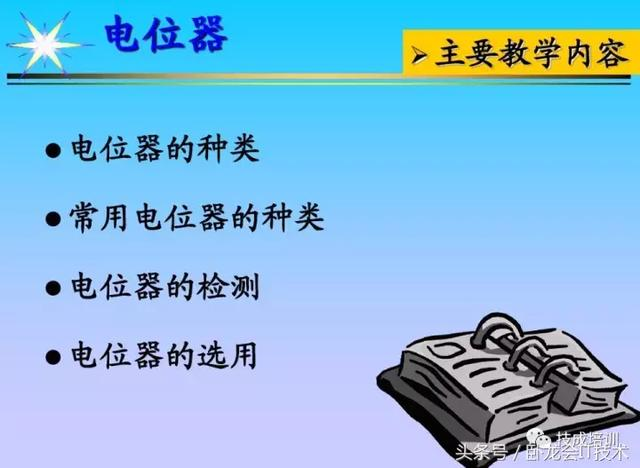 电位器
➢主要教学内容
●电位器的种类
●常用电位器的种类
●电位器的检测
●电位器的选用
技成培训
头条号/卧龙会IT技术